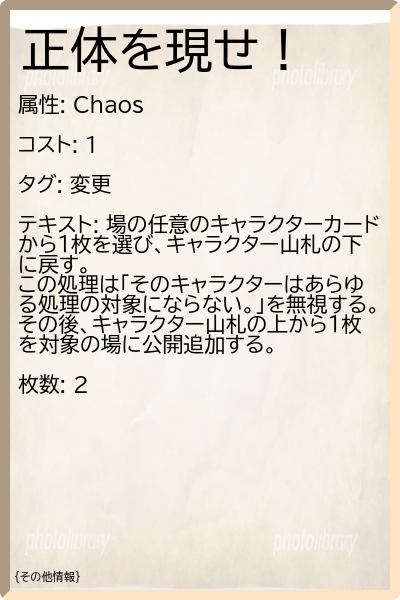 正体を現せ！
photolibrary photolibrary
属性: Chaos
コスト: 1
タグ: 変更
テキスト: 場の任意のキャラクターカード
から1枚を選び、キャラクター山札の下
に戻す。
この処理は「そのキャラクターはあらゆ
る処理の対象にならない。」を無視する。
その後、キャラクター山札の上から1枚
を対象の場に公開追加する。
枚数: 2
photolibrary photolibrary
{その他情報}